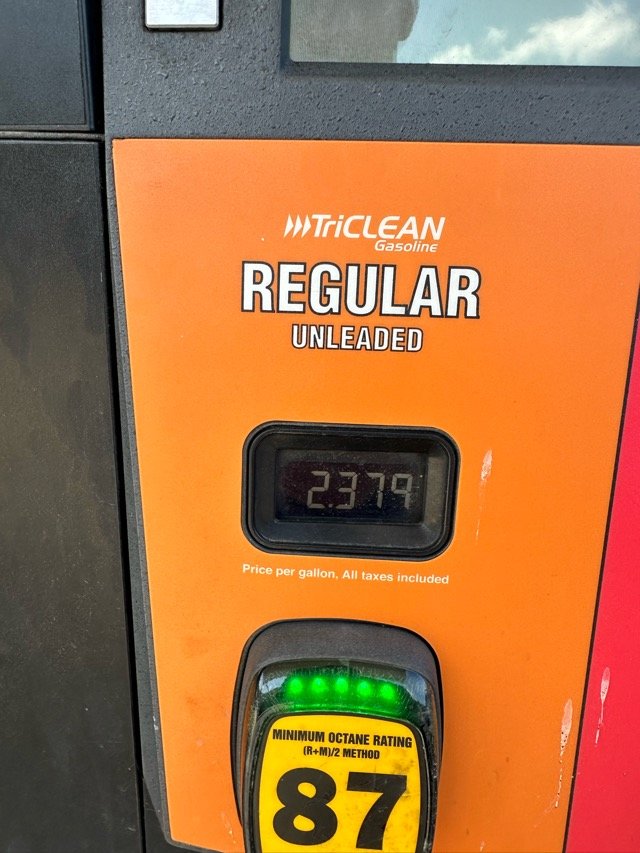 TriCLEAN
Gasoline
REGULAR
UNLEADED
2.379
Price per gallon, All taxes included
MINIMUM OCTANE RATING
(R+M)/2 METHOD
87